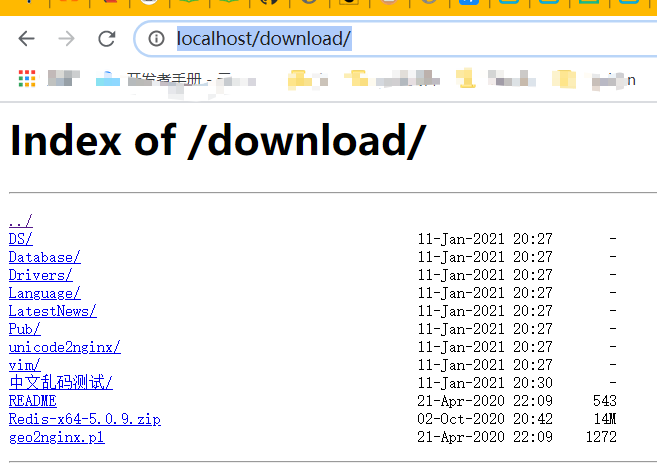 localhost/download/
开发者手册 -
Index of /download/
../
DS/ 11-Jan-2021 20:27 -
Database/ 11-Jan-2021 20:27 -
Drivers/ 11-Jan-2021 20:27 -
Language/ 11-Jan-2021 20:27 -
LatestNews/ 11-Jan-2021 20:27 -
Pub/ 11-Jan-2021 20:27 -
unicode2nginx/ 11-Jan-2021 20:27 -
vim/ 11-Jan-2021 20:27 -
中文乱码测试/ 11-Jan-2021 20:30 -
README 21-Apr-2020 22:09 543
Redis-x64-5.0.9.zip 02-Oct-2020 20:42 14M
geo2nginx.pl 21-Apr-2020 22:09 1272